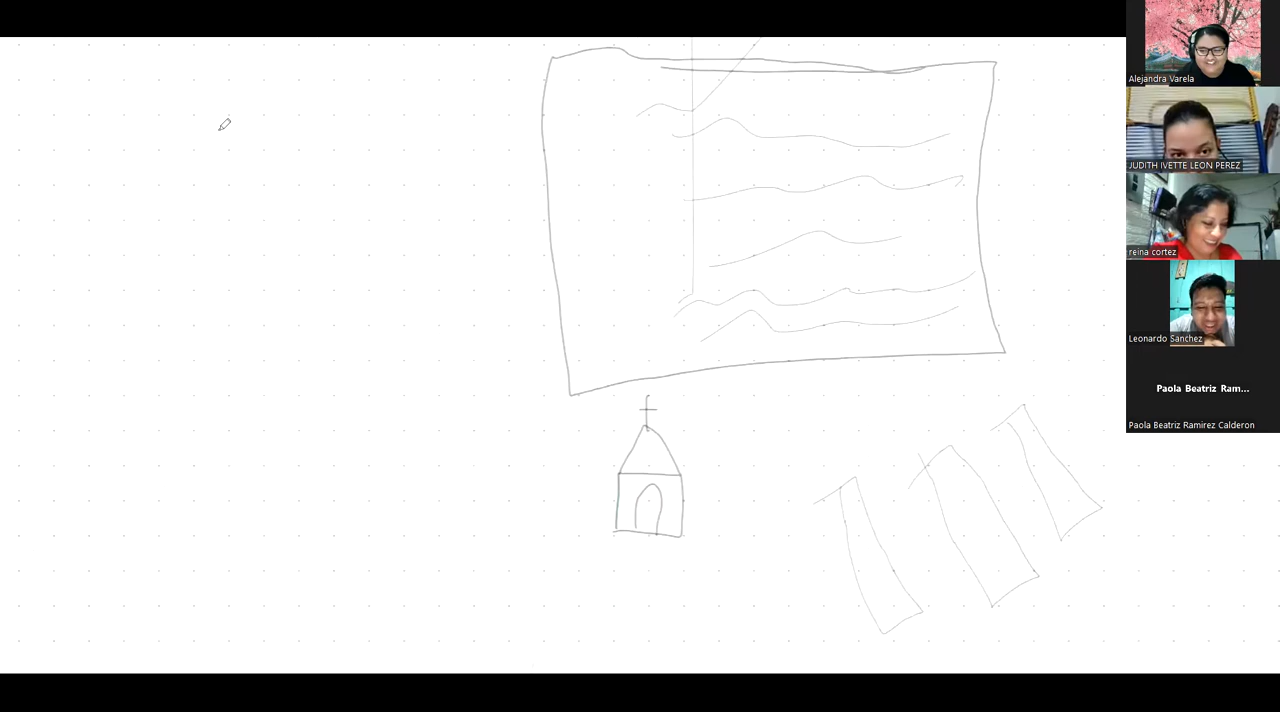 Alejandra Varela
JUDITH IVETTE LEON PEREZ
reina cortez
Leonardo Sanchez
Paola Beatriz Ram...
Paola Beatriz Ramirez Calderon